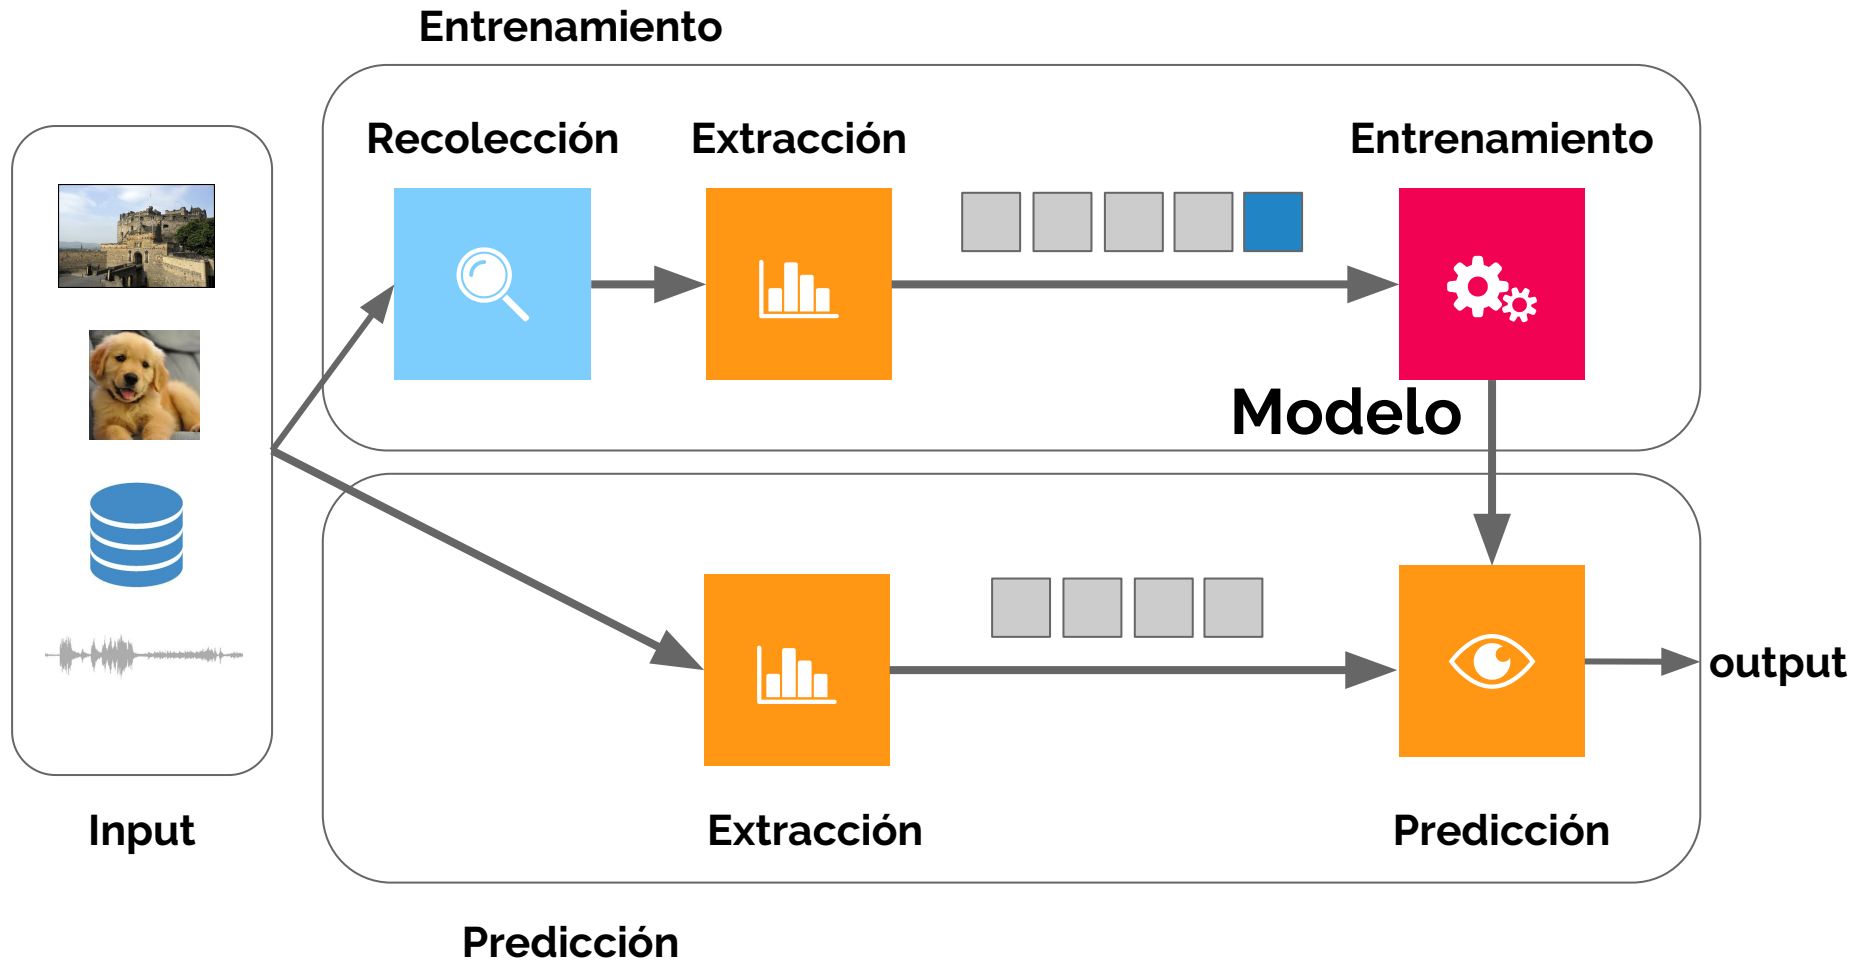 Entrenamiento
Recolección
Extracción
Entrenamiento
Modelo
output
Input
Extracción
Predicción
Predicción